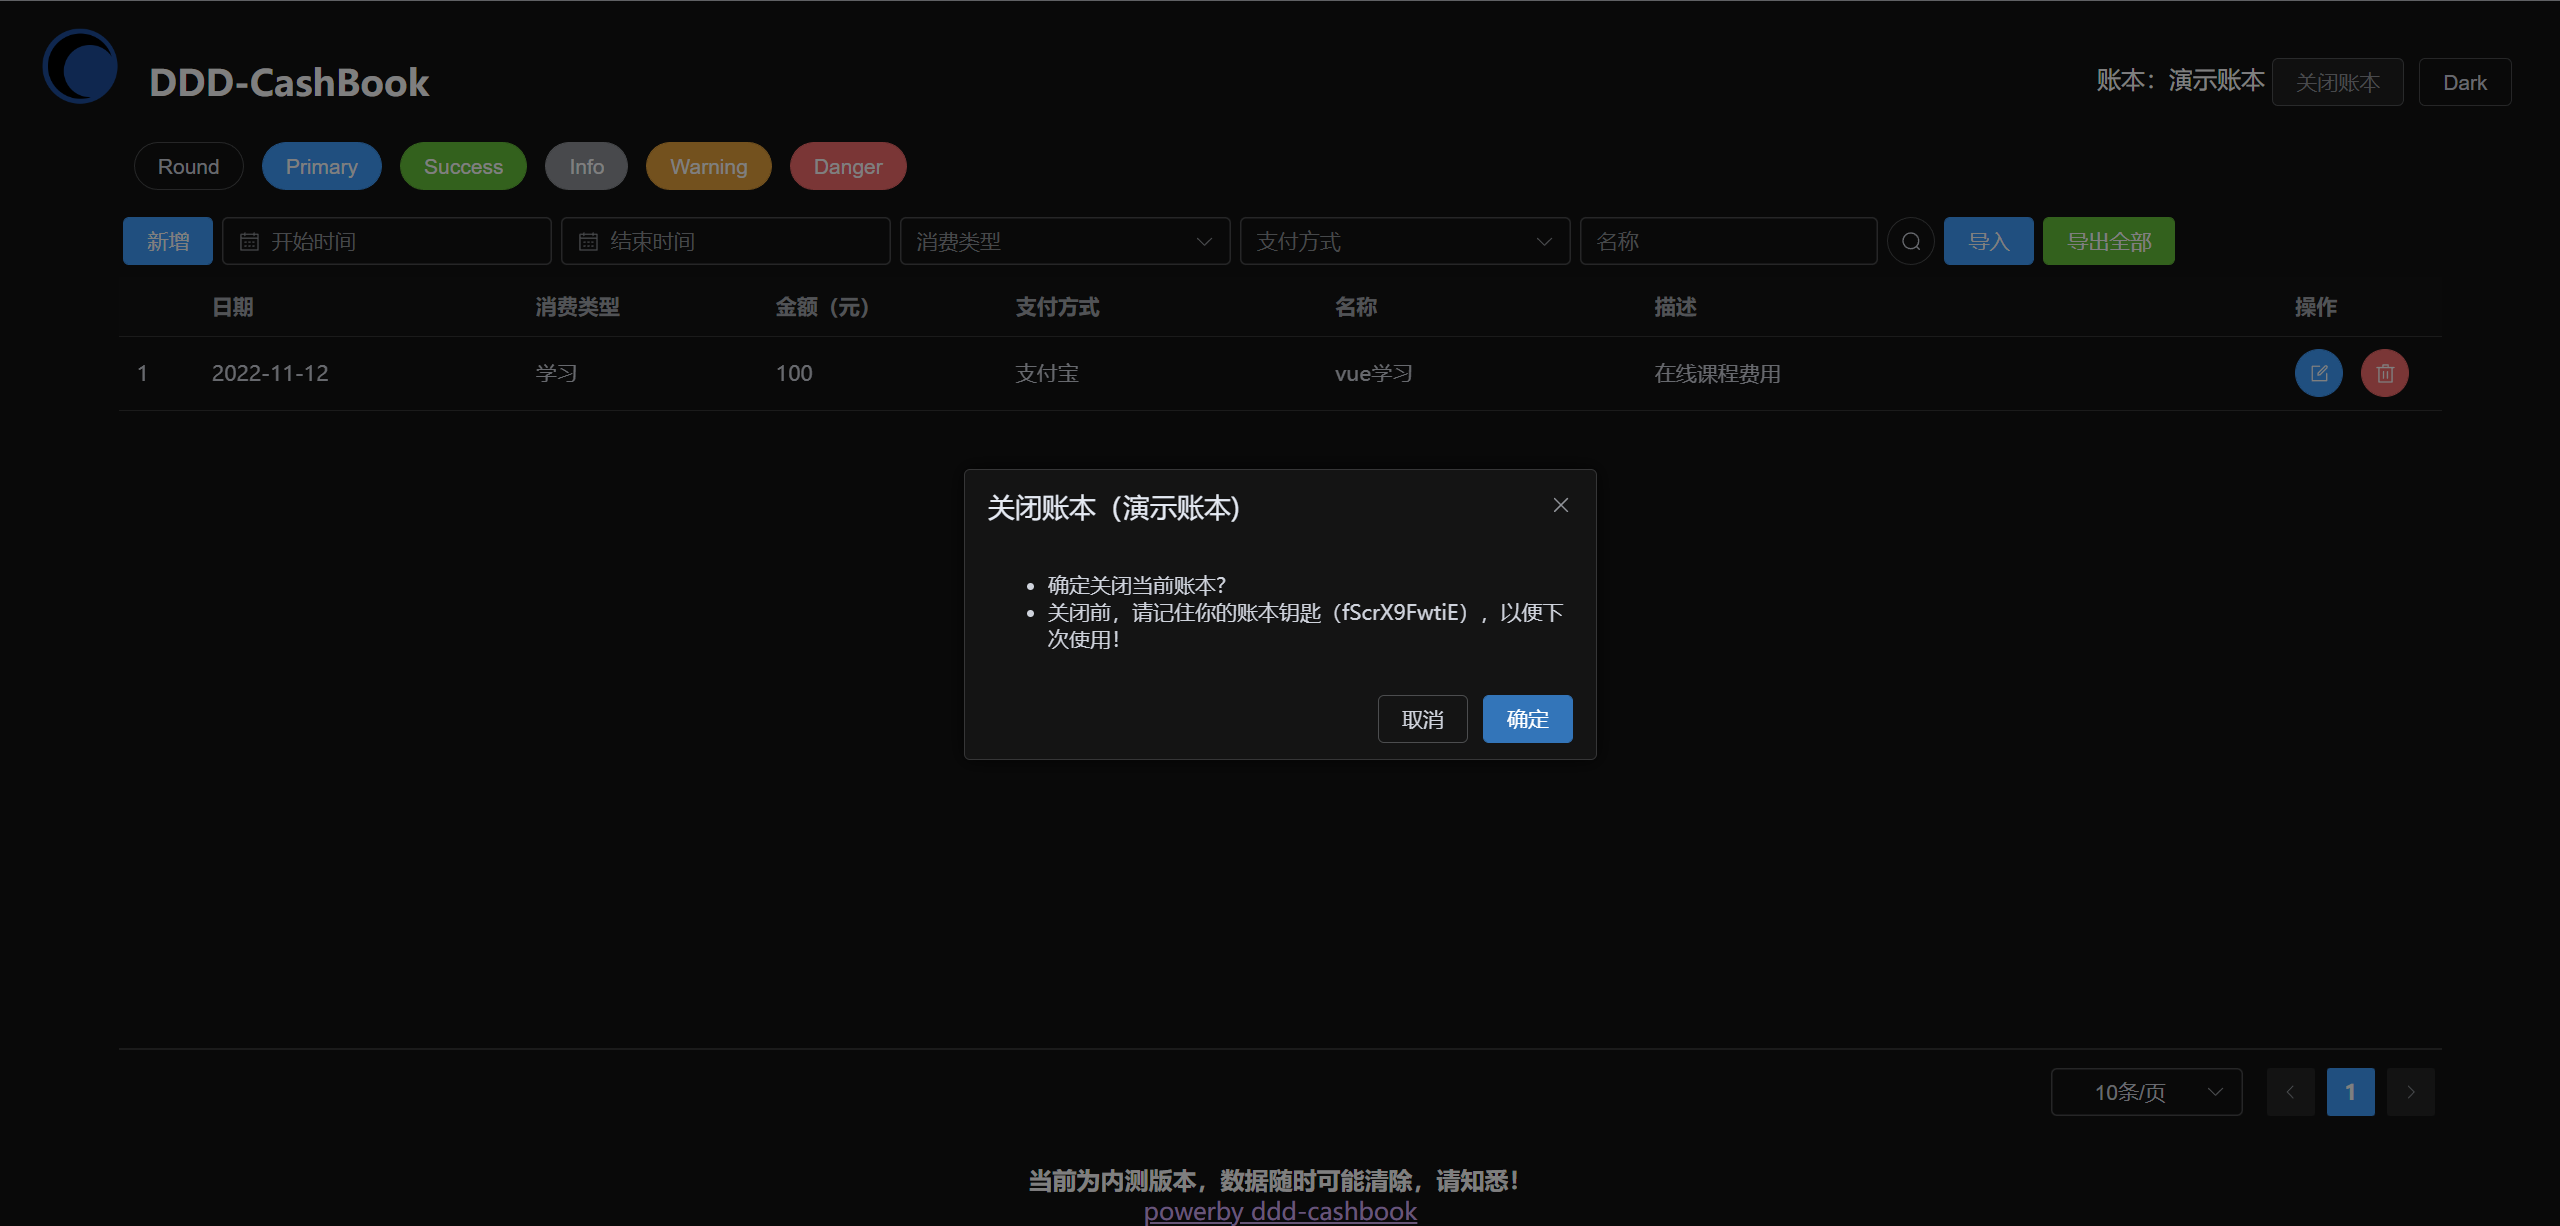 DDD-CashBook
账本：演示账本 关闭账本 Dark
Round Primary Success Info Warning Danger
新增 开始时间 结束时间 消费类型 支付方式 名称 导入 导出全部
日期 消费类型 金额（元） 支付方式 名称 描述 操作
1 2022-11-12 学习 100 支付宝 vue学习 在线课程费用
关闭账本（演示账本)
• 确定关闭当前账本？
• 关闭前，请记住你的账本钥匙（fScrX9FwtiE），以便下
次使用！
取消 确定
10条/页 1
当前为内测版本，数据随时可能清除，请知悉！
powerby ddd-cashbook